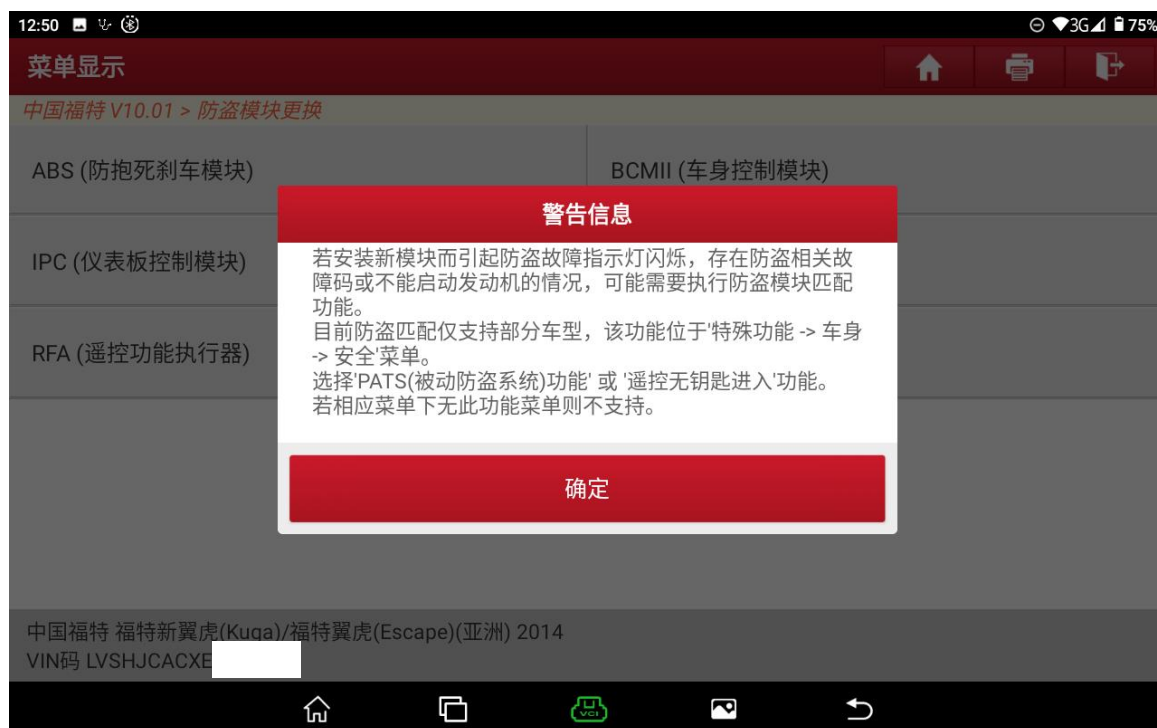 12:50
3G
75%
菜单显示
中国福特 V10.01 > 防盗模块更换
ABS (防抱死刹车模块)
BCMII (车身控制模块)
警告信息
IPC (仪表板控制模块)
若安装新模块而引起防盗故障指示灯闪烁，存在防盗相关故
障码或不能启动发动机的情况，可能需要执行防盗模块匹配
功能。
目前防盗匹配仅支持部分车型，该功能位于'特殊功能 -> 车身
-> 安全'菜单。
选择'PATS(被动防盗系统)功能' 或 '遥控无钥匙进入'功能。
若相应菜单下无此功能菜单则不支持。
RFA (遥控功能执行器)
确定
中国福特 福特新翼虎(Kuga)/福特翼虎(Escape)(亚洲) 2014
VIN码 LVSHJCACXE
VCI